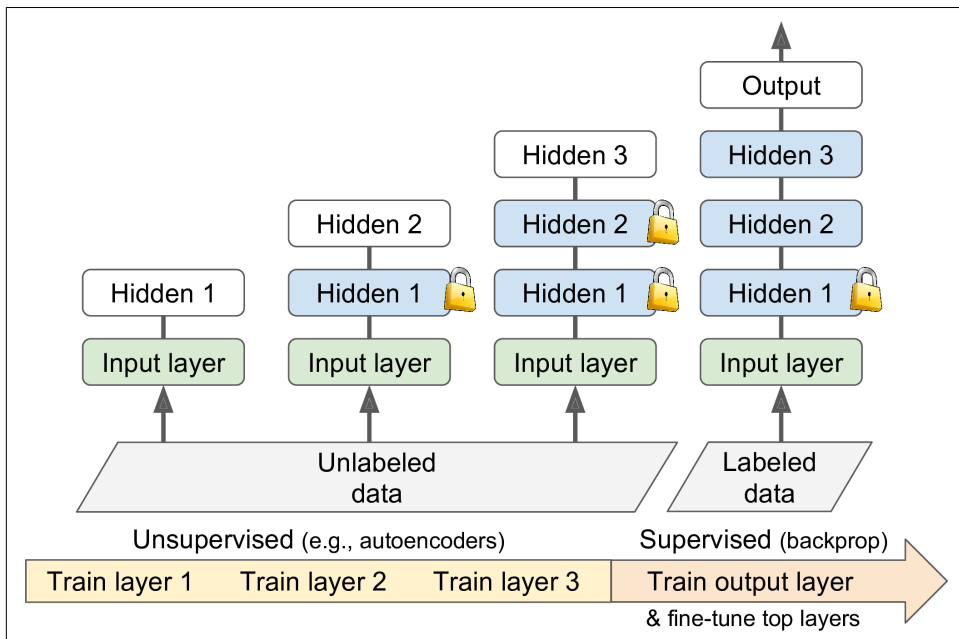 Output
Hidden 3
Hidden 3
Hidden 2
Hidden 2
Hidden 2
Hidden 1
Hidden 1
Hidden 1
Hidden 1
Input layer
Input layer
Input layer
Input layer
Unlabeled
data
Labeled
data
Unsupervised (e.g., autoencoders)
Supervised (backprop)
Train layer 1
Train layer 2
Train layer 3
Train output layer
& fine-tune top layers